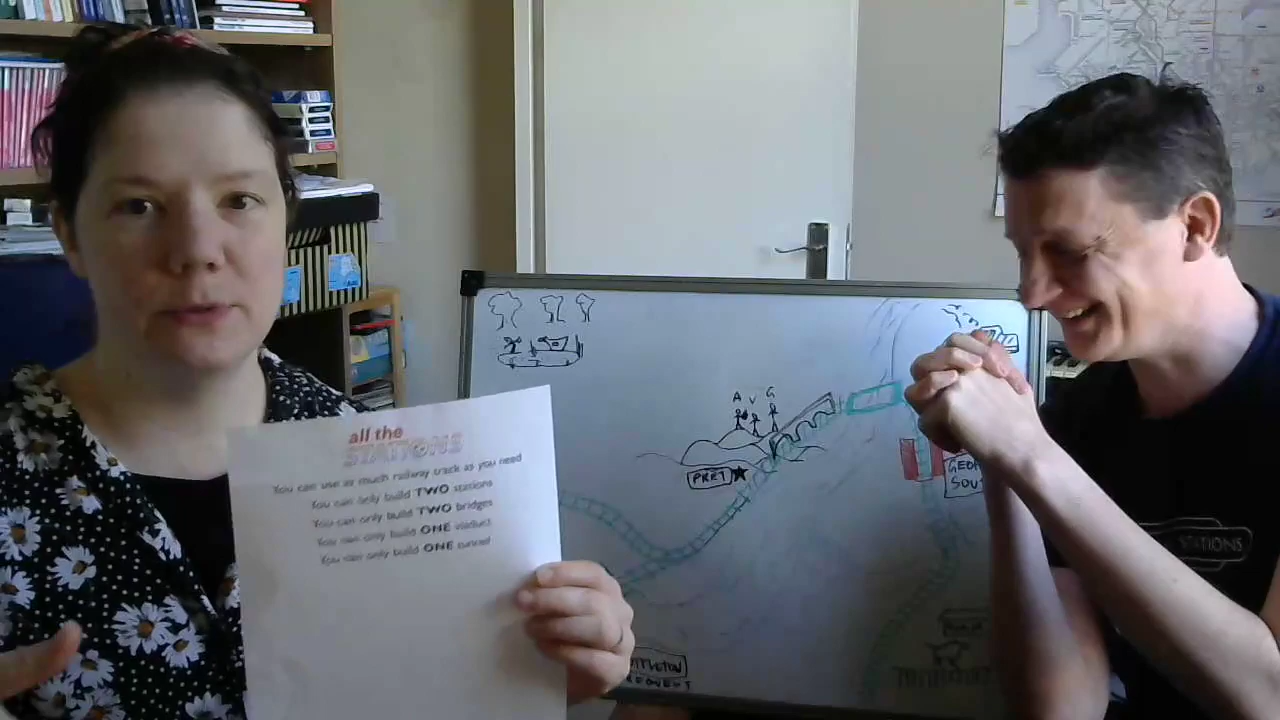 all the
STATIONS
You can use as much railway track as you need
You can only build TWO stations
You can only build TWO bridges
You can only build ONE viaduct
You can only build ONE tunnel
A V G
PRET
STATIONS